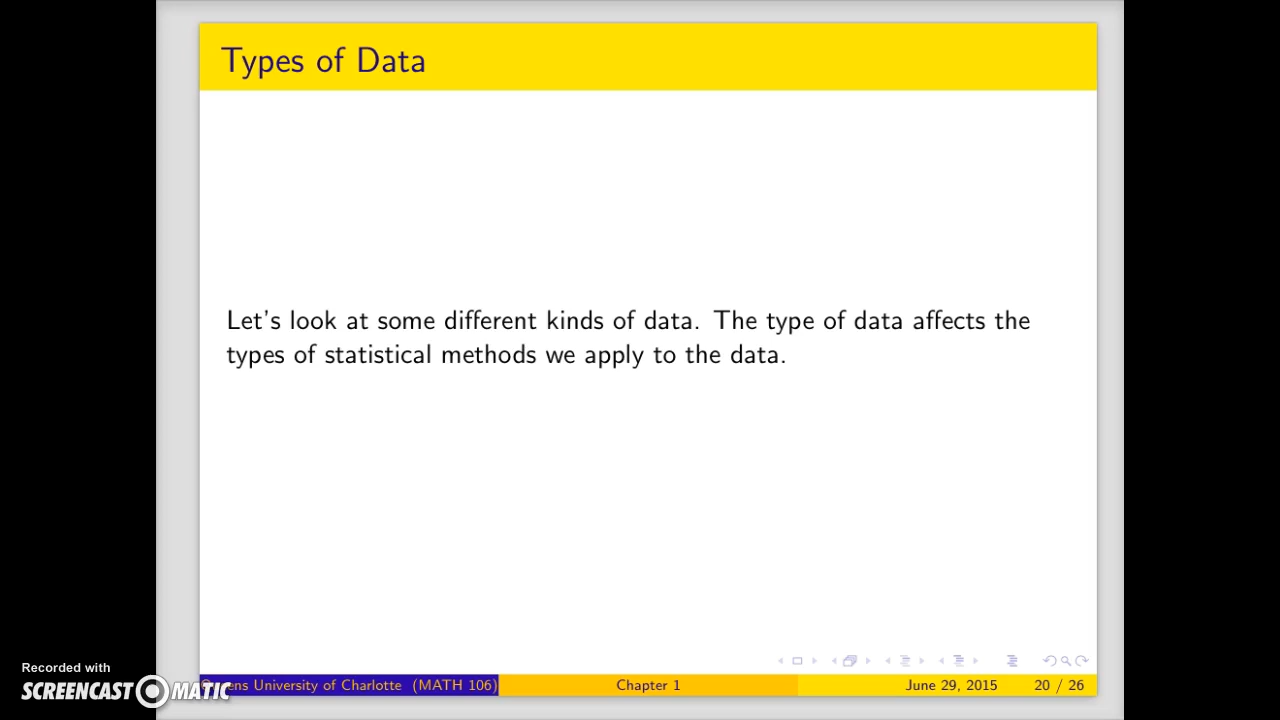 Types of Data
Let's look at some different kinds of data. The type of data affects the
types of statistical methods we apply to the data.
Recorded with
SCREENCAST MATIC
University of Charlotte (MATH 106)
Chapter 1
June 29, 2015
20 / 26